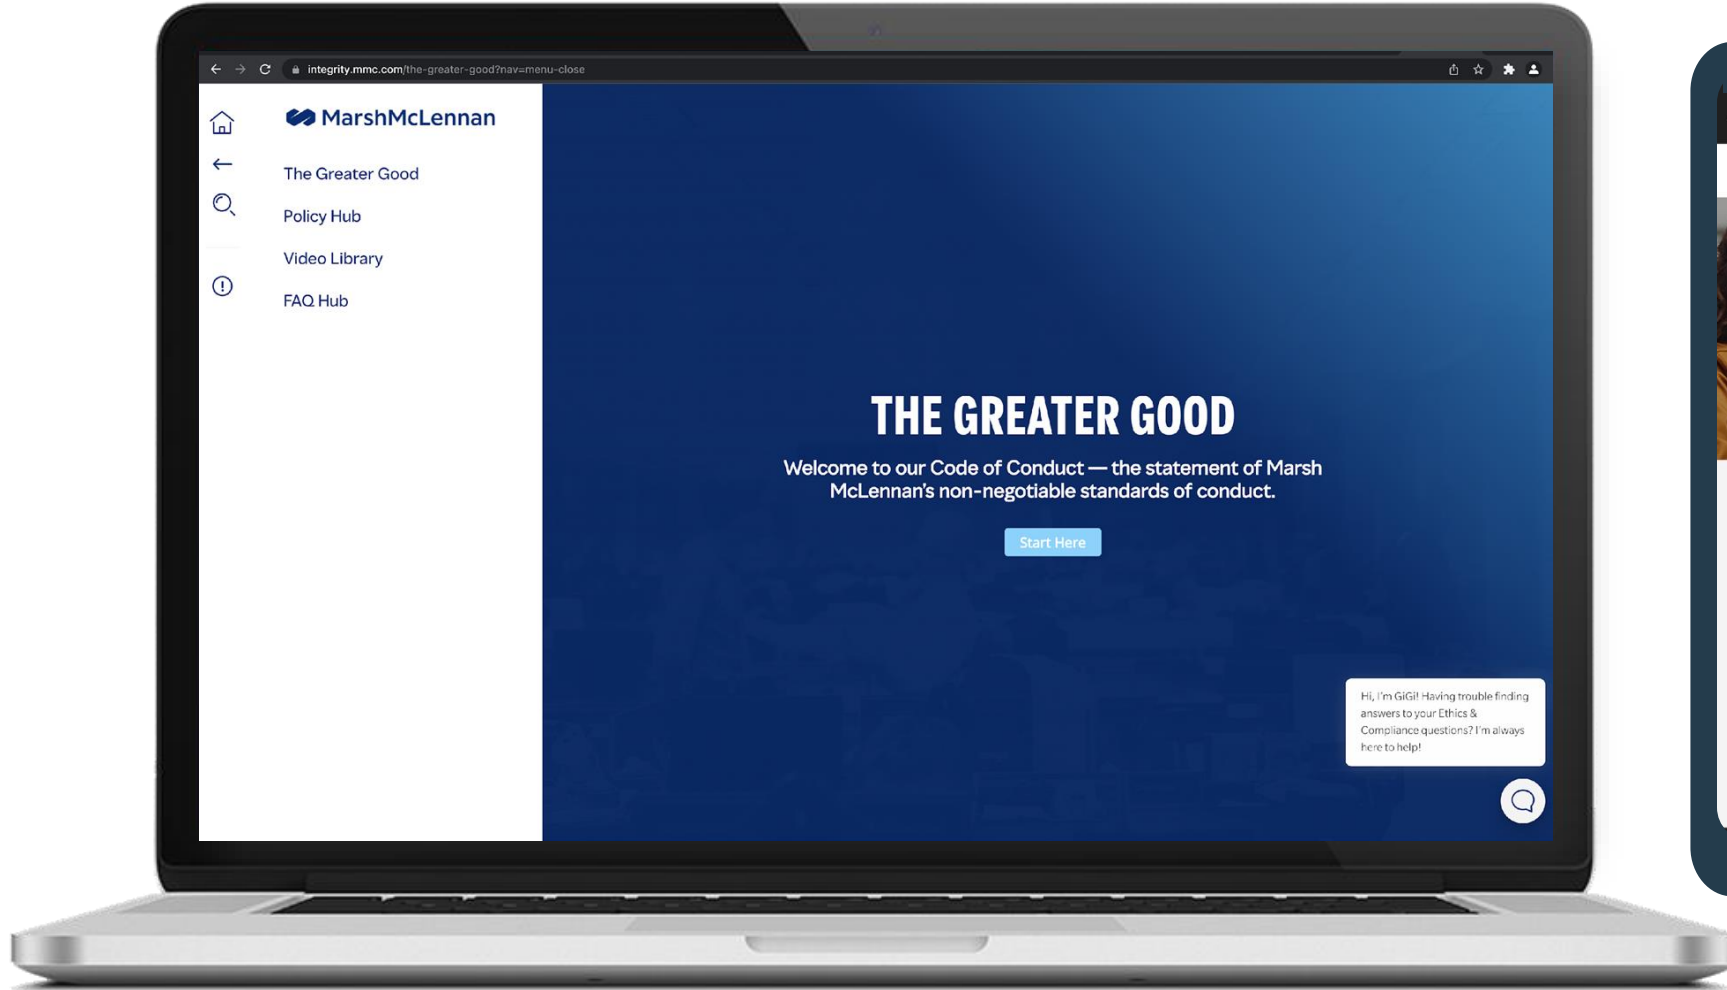 integrity.mmc.com/the-greater-good?nav=menu-close
MarshMcLennan
The Greater Good
Policy Hub
Video Library
FAQ Hub
THE GREATER GOOD
Welcome to our Code of Conduct — the statement of Marsh
McLennan's non-negotiable standards of conduct.
Start Here
Hi, I'm GiGi! Having trouble finding
answers to your Ethics &
Compliance questions? I'm always
here to help!